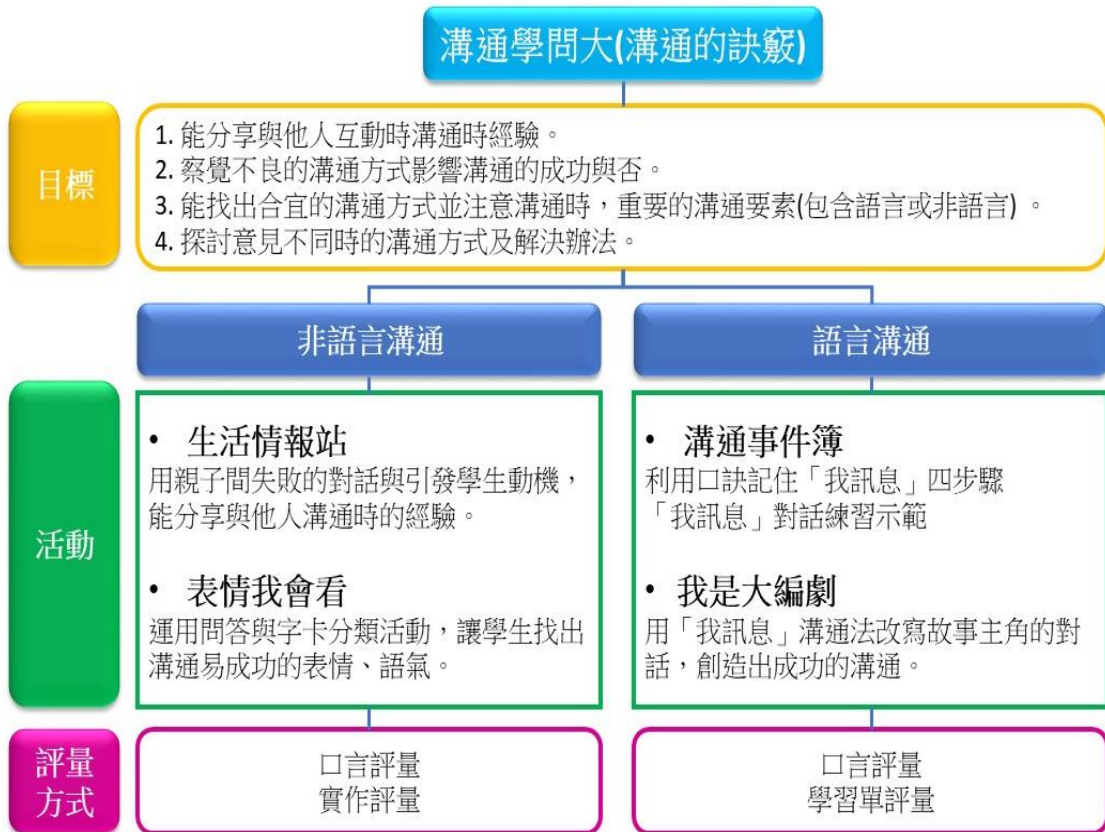 溝通學問大(溝通的訣竅)
目標
1. 能分享與他人互動時溝通時經驗。
2. 察覺不良的溝通方式影響溝通的成功與否。
3. 能找出合宜的溝通方式並注意溝通時，重要的溝通要素(包含語言或非語言) 。
4. 探討意見不同時的溝通方式及解決辦法。
非語言溝通
語言溝通
活動
• 生活情報站
用親子間失敗的對話與引發學生動機，
能分享與他人溝通時的經驗。
• 表情我會看
運用問答與字卡分類活動，讓學生找出
溝通易成功的表情、語氣。
• 溝通事件簿
利用口訣記住「我訊息」四步驟
「我訊息」對話練習示範
• 我是大編劇
用「我訊息」溝通法改寫故事主角的對
話，創造出成功的溝通。
評量
方式
口言評量
實作評量
口言評量
學習單評量